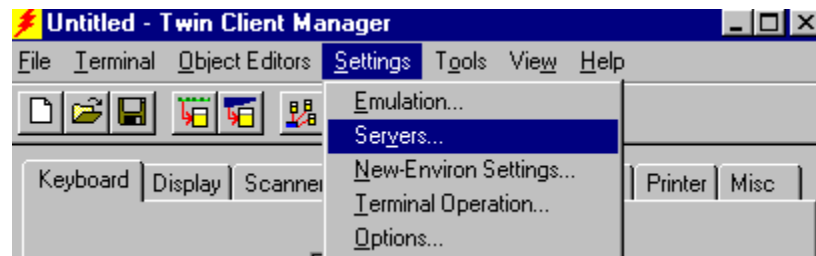 Untitled - Twin Client Manager
File Terminal Object Editors Settings Tools View Help
Emulation...
Servers...
New-Environ Settings...
Terminal Operation...
Options...
Keyboard Display Scanner Printer Misc